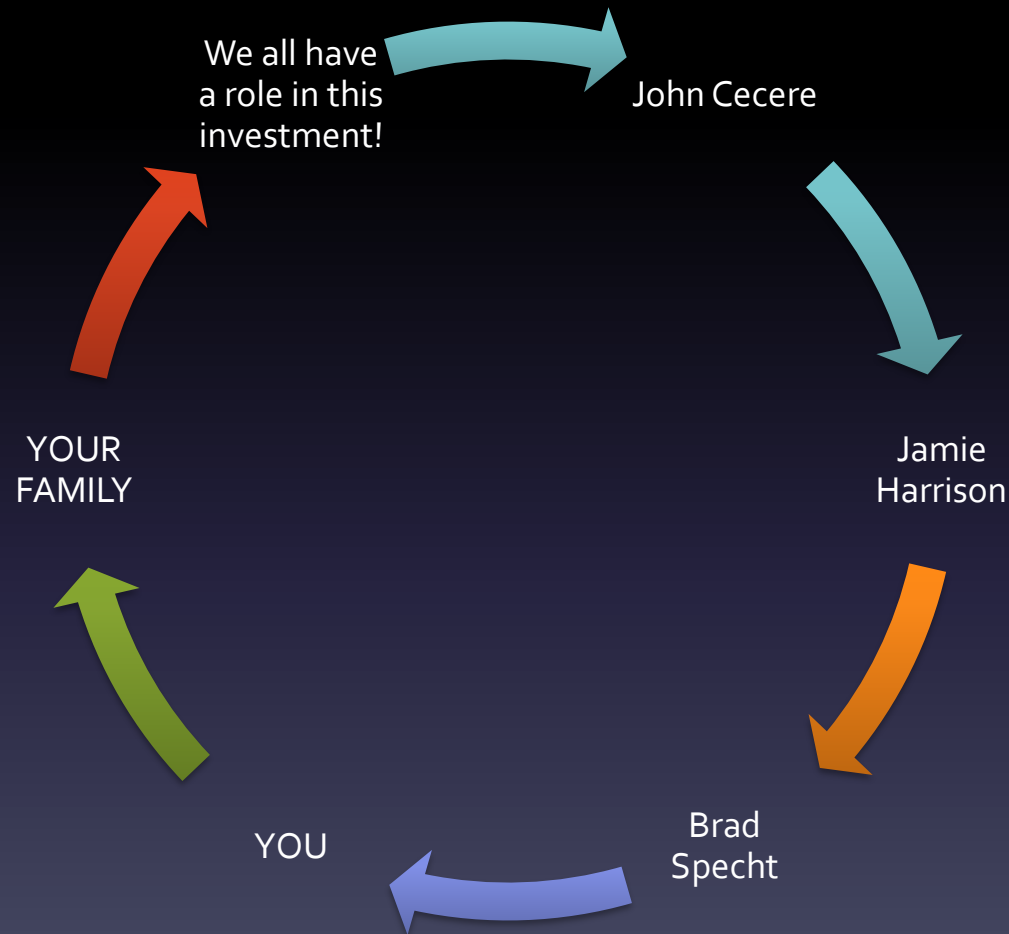 We all have
a role in this
investment!
John Cecere
Jamie
Harrison
Brad
Specht
YOU
YOUR
FAMILY